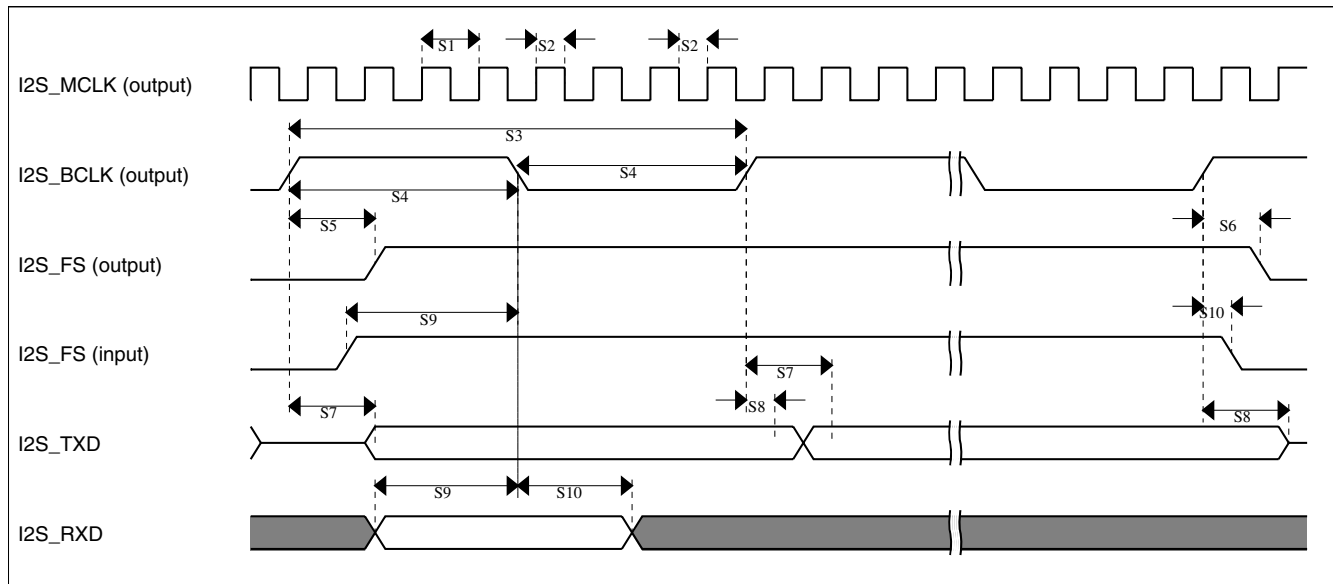 S1 S2 S2
I2S_MCLK (output)
S3
I2S_BCLK (output)
S4
S4
S5 S6
I2S_FS (output)
S9 S10
I2S_FS (input)
S7
S7 S8 S8
I2S_TXD
S9 S10
I2S_RXD